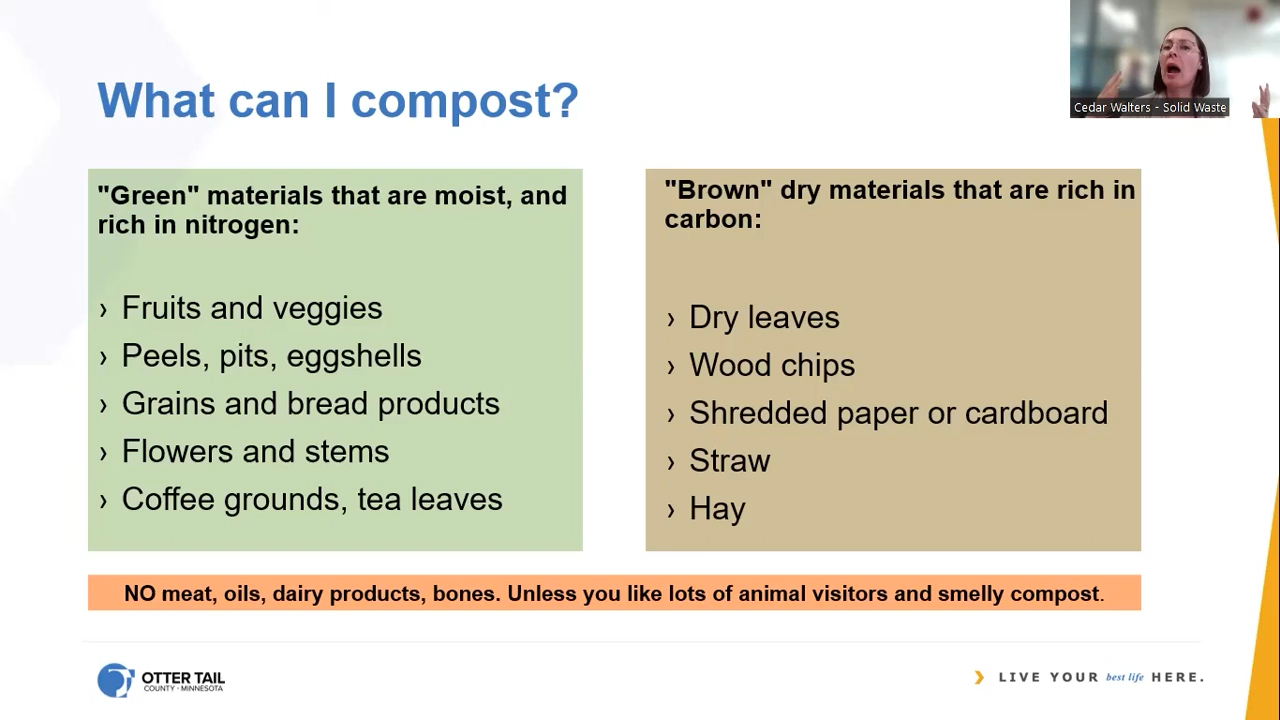 What can I compost?
Cedar Walters - Solid Waste
"Green" materials that are moist, and
rich in nitrogen:
› Fruits and veggies
› Peels, pits, eggshells
› Grains and bread products
› Flowers and stems
› Coffee grounds, tea leaves
"Brown" dry materials that are rich in
carbon:
› Dry leaves
› Wood chips
› Shredded paper or cardboard
› Straw
› Hay
NO meat, oils, dairy products, bones. Unless you like lots of animal visitors and smelly compost.
OTTER TAIL
COUNTY · MINNESOTA
LIVE YOUR best life HERE.